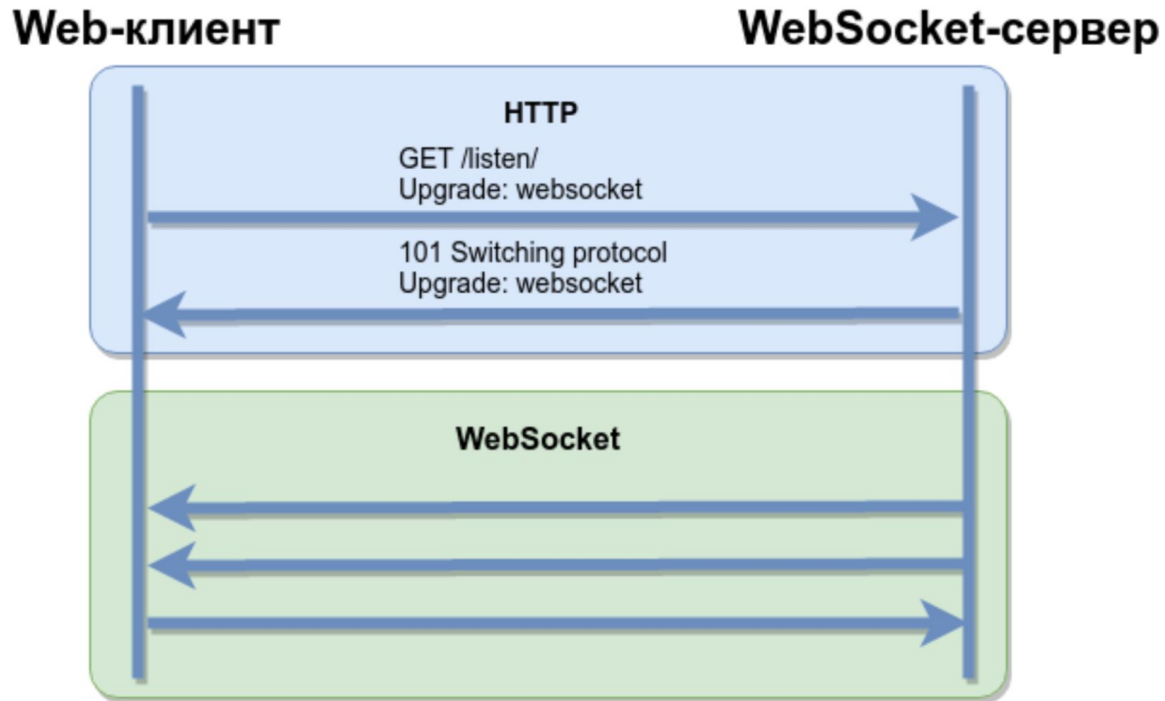 Web-клиент
WebSocket-сервер
HTTP
GET /listen/
Upgrade: websocket
101 Switching protocol
Upgrade: websocket
WebSocket